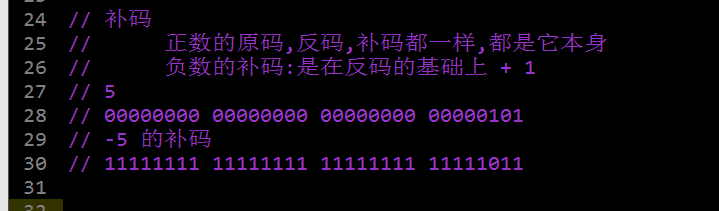 24 // 补码
25 //    正数的原码,反码,补码都一样,都是它本身
26 //    负数的补码:是在反码的基础上 + 1
27 // 5
28 // 00000000 00000000 00000000 00000101
29 // -5 的补码
30 // 11111111 11111111 11111111 11111011
31